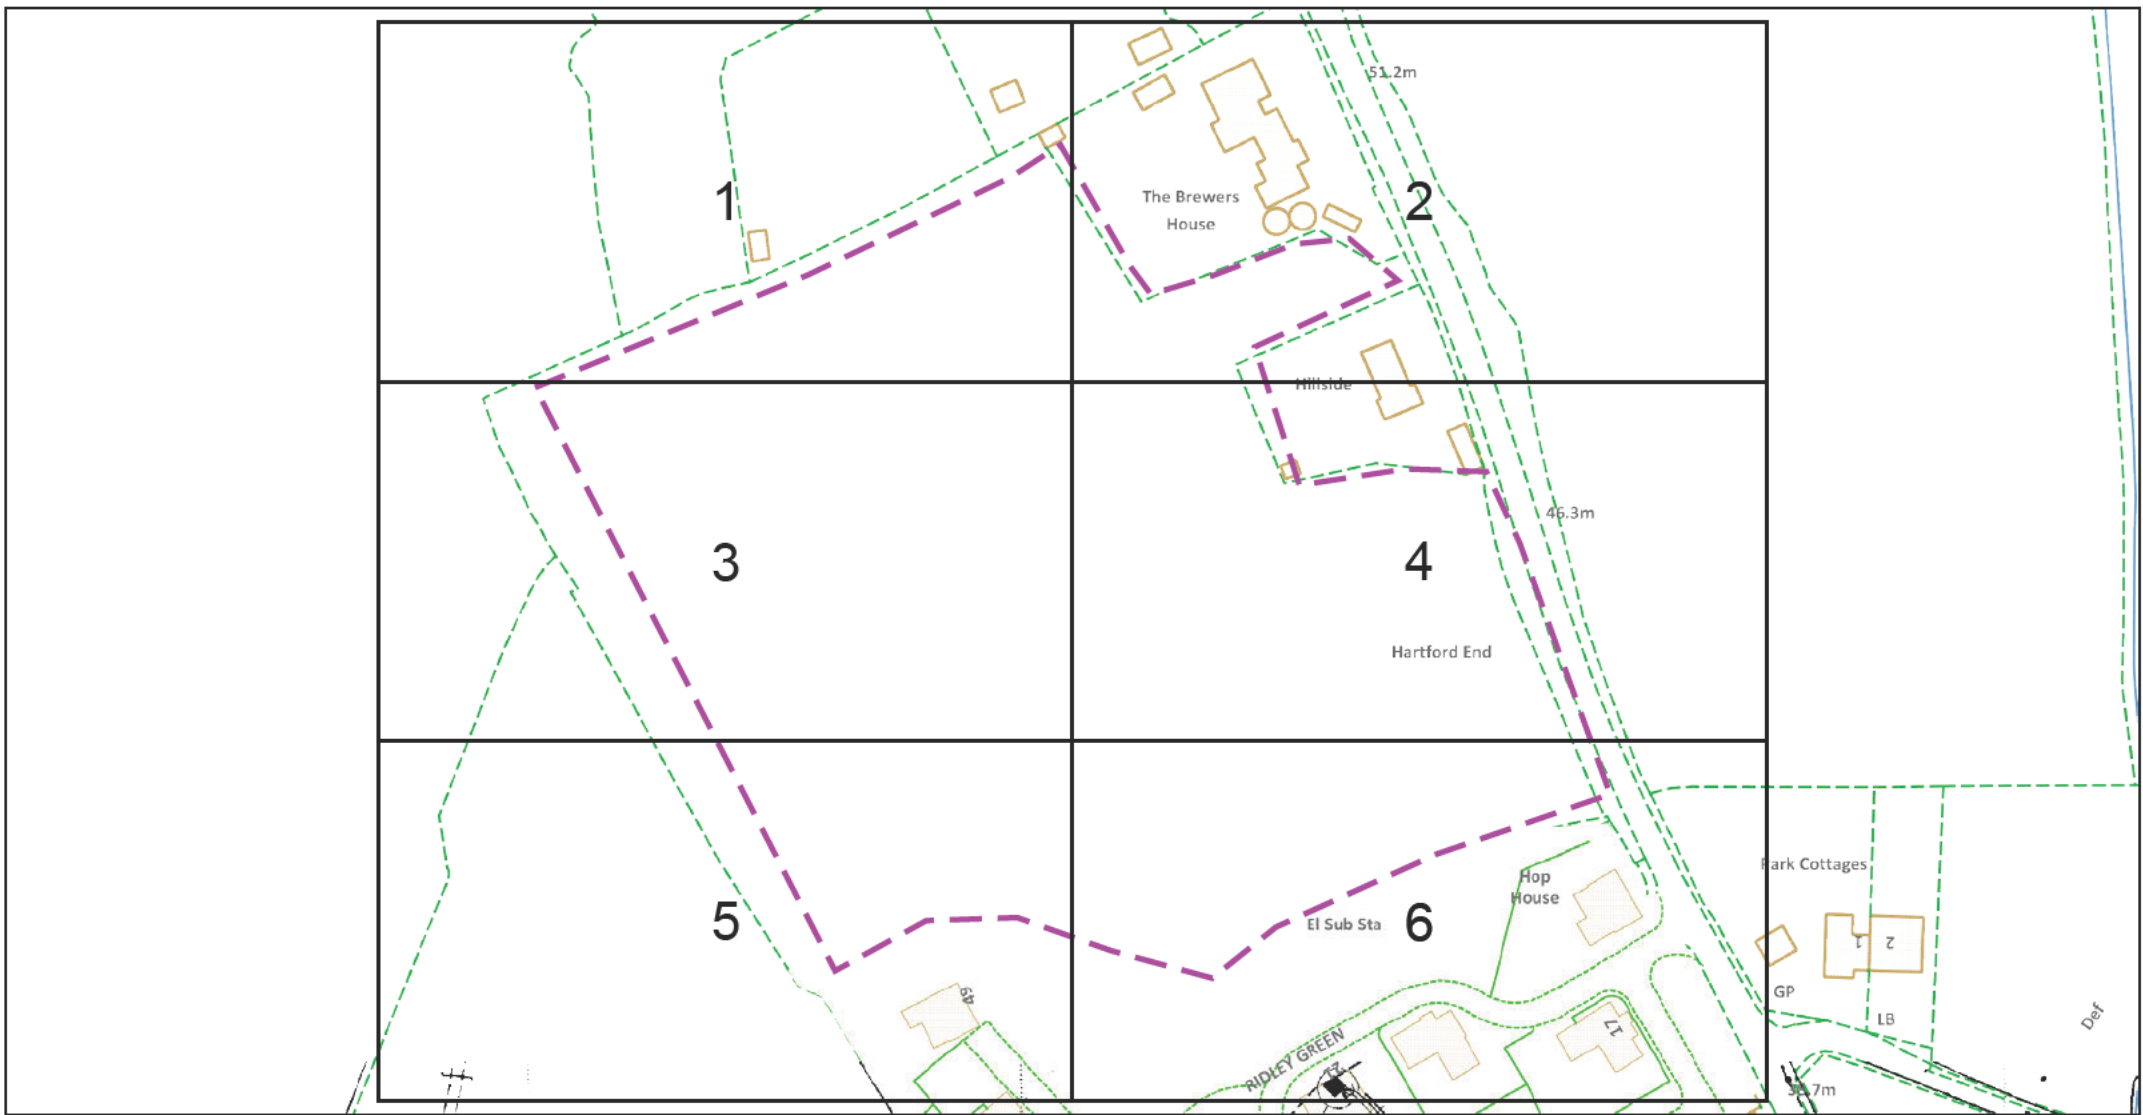 51.2m
1
2
The Brewers
House
Hillside
46.3m
3
4
Hartford End
Park Cottages
Hop
House
5
El Sub Sta
6
1
2
49
GP
LB
Def
17
RIDLEY GREEN